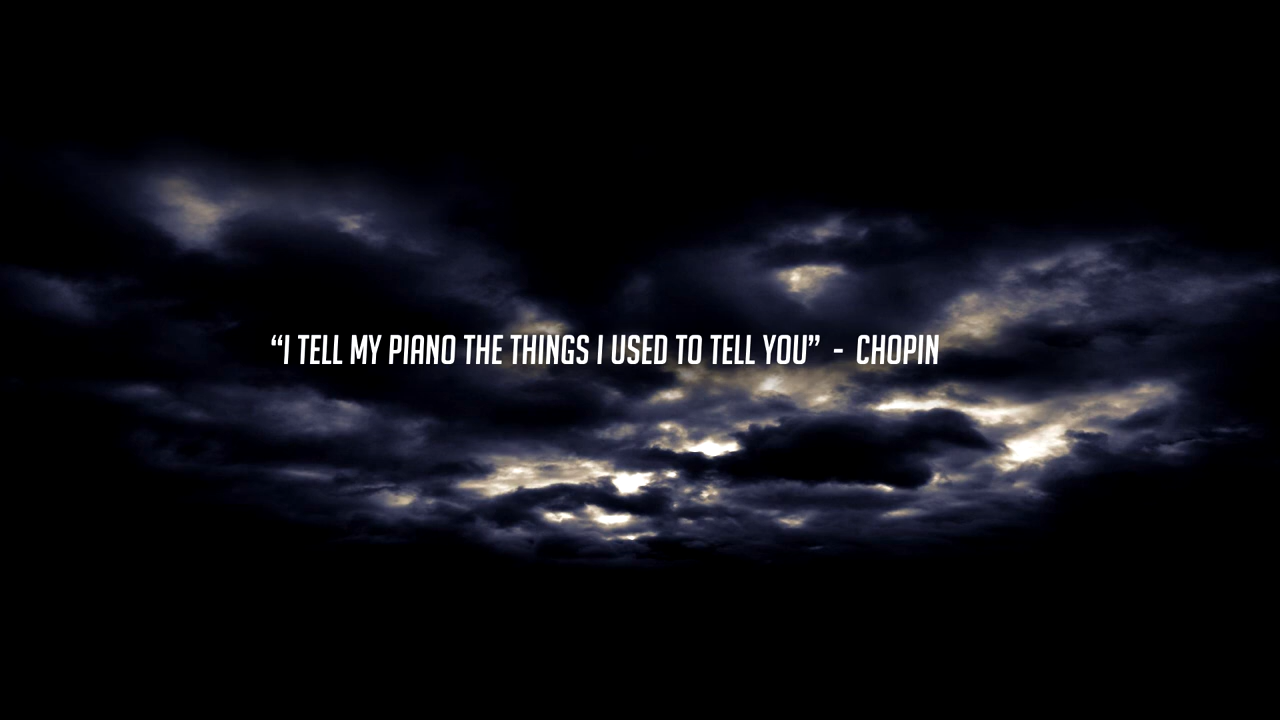 “I TELL MY PIANO THE THINGS I USED TO TELL YOU” - CHOPIN